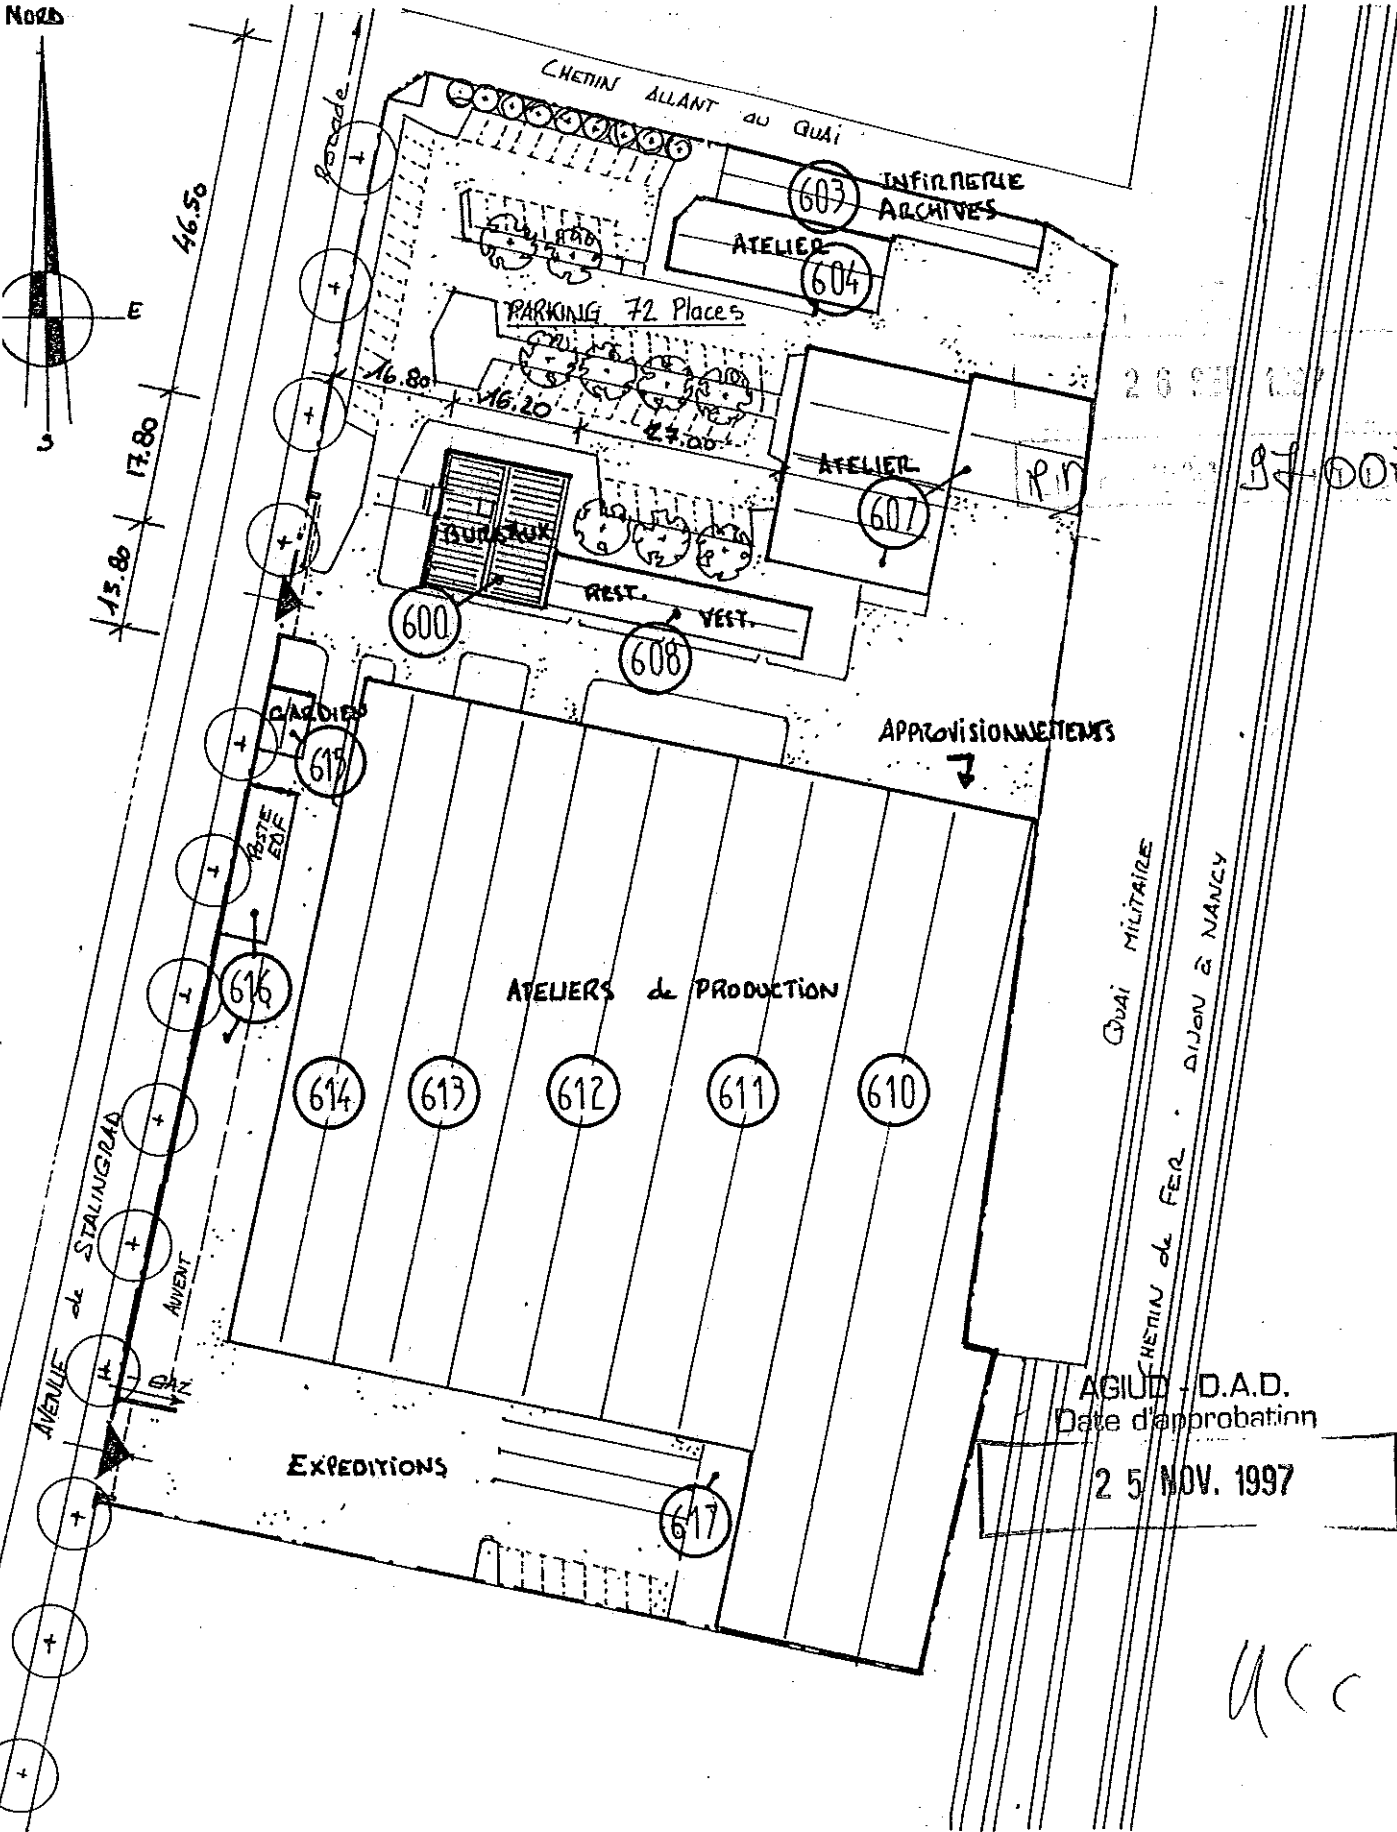 NORD
E
S
Rocade
46.50
17.80
13.80
CHEMIN ALLANT au QUAI
603
INFIRMERIE
ARCHIVES
ATELIER
604
PARKING 72 Places
16.80
16.20
27.00
ATELIER
607
BUREAUX
600
REST.
VEST.
608
GARDIEN
615
POSTE
EDF
616
APPROVISIONNEMENTS
ATELIERS de PRODUCTION
614
613
612
611
610
QUAI MILITAIRE
CHEMIN de FER . DIJON à NANCY
AVENUE de STALINGRAD
AUVENT
GAZ
EXPEDITIONS
617
AGIUD - D.A.D.
Date d'approbation
25 NOV. 1997